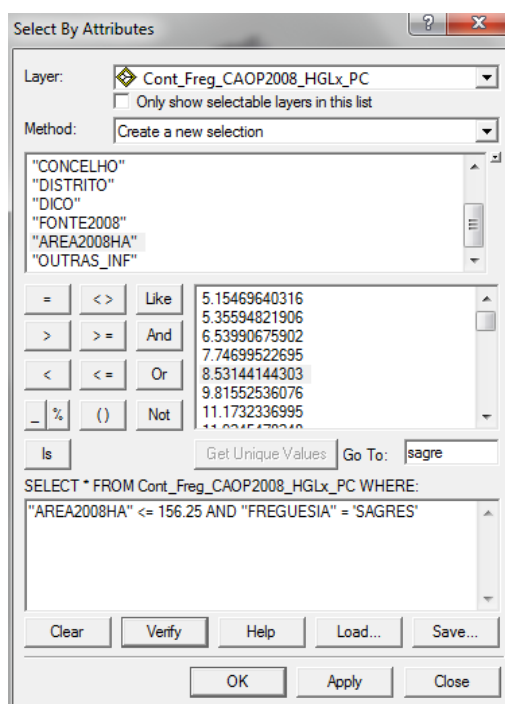 Select By Attributes
?
X
Layer: Cont_Freg_CAOP2008_HGLx_PC
Only show selectable layers in this list
Method: Create a new selection
"CONCELHO"
"DISTRITO"
"DICO"
"FONTE2008"
"AREA2008HA"
"OUTRAS_INF"
= <> Like
> >= And
< <= Or
_ % () Not
Is
5.15469640316
5.35594821906
6.53990675902
7.74699522695
8.53144144303
9.81552536076
11.1732336995
Get Unique Values Go To: sagre
SELECT * FROM Cont_Freg_CAOP2008_HGLx_PC WHERE:
"AREA2008HA" <= 156.25 AND "FREGUESIA" = 'SAGRES'
Clear Verify Help Load... Save...
OK Apply Close